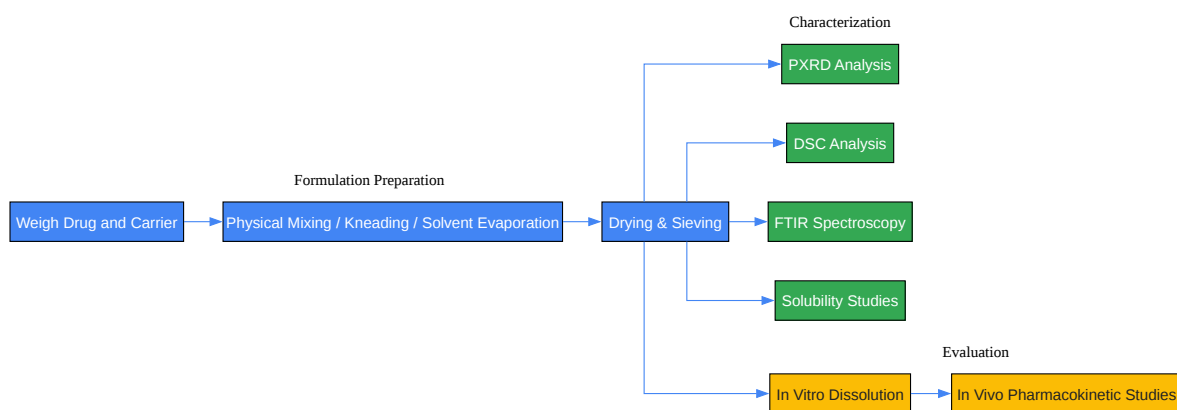 Characterization
PXRD Analysis
DSC Analysis
Formulation Preparation
Weigh Drug and Carrier
Physical Mixing / Kneading / Solvent Evaporation
Drying & Sieving
FTIR Spectroscopy
Solubility Studies
Evaluation
In Vitro Dissolution
In Vivo Pharmacokinetic Studies